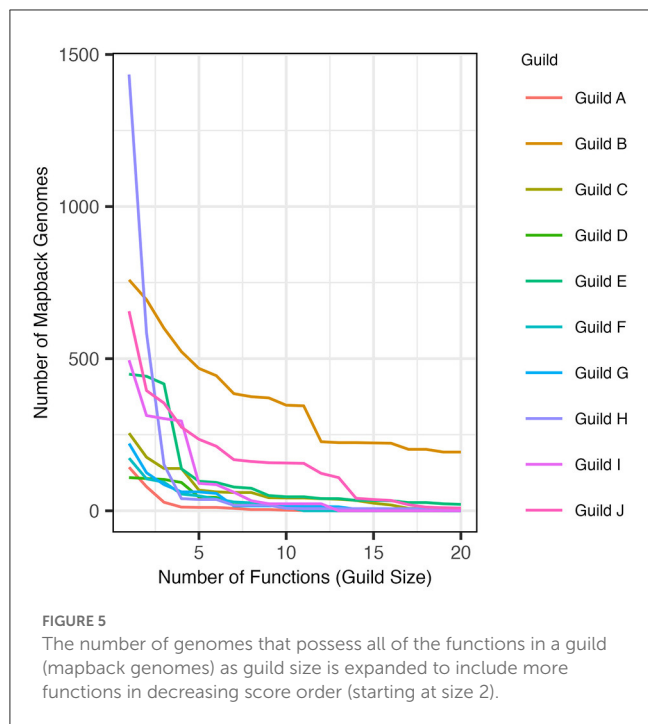 1500
1000
500
0
Number of Mapback Genomes
5
10
15
20
Number of Functions (Guild Size)
Guild
Guild A
Guild B
Guild C
Guild D
Guild E
Guild F
Guild G
Guild H
Guild I
Guild J
FIGURE 5
The number of genomes that possess all of the functions in a guild
(mapback genomes) as guild size is expanded to include more
functions in decreasing score order (starting at size 2).